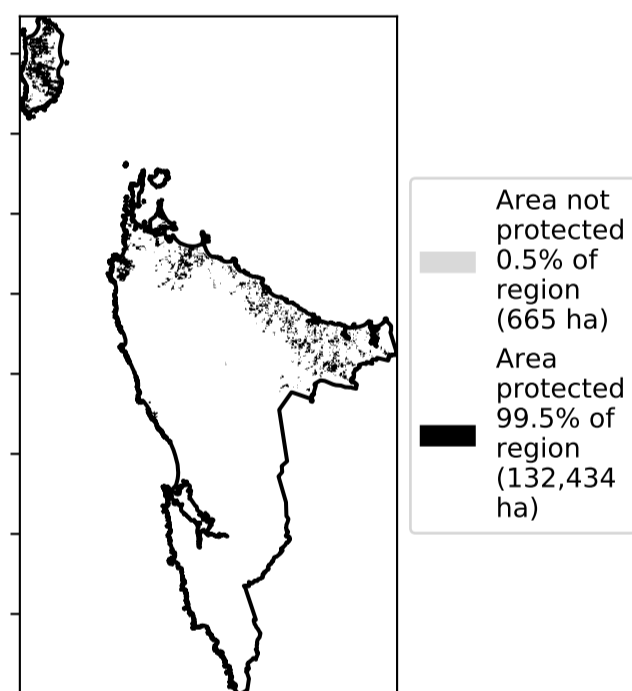 Area not
protected
0.5% of
region
(665 ha)
Area
protected
99.5% of
region
(132,434
ha)